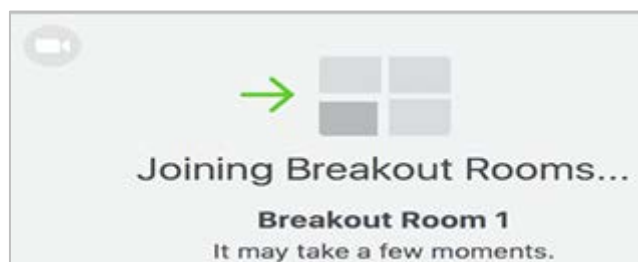 Joining Breakout Rooms...
Breakout Room 1
It may take a few moments.